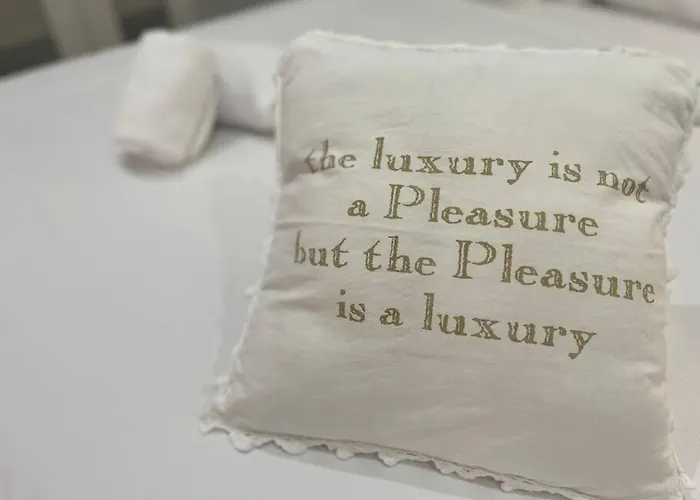 the luxury is not
a Pleasure
but the Pleasure
is a luxury